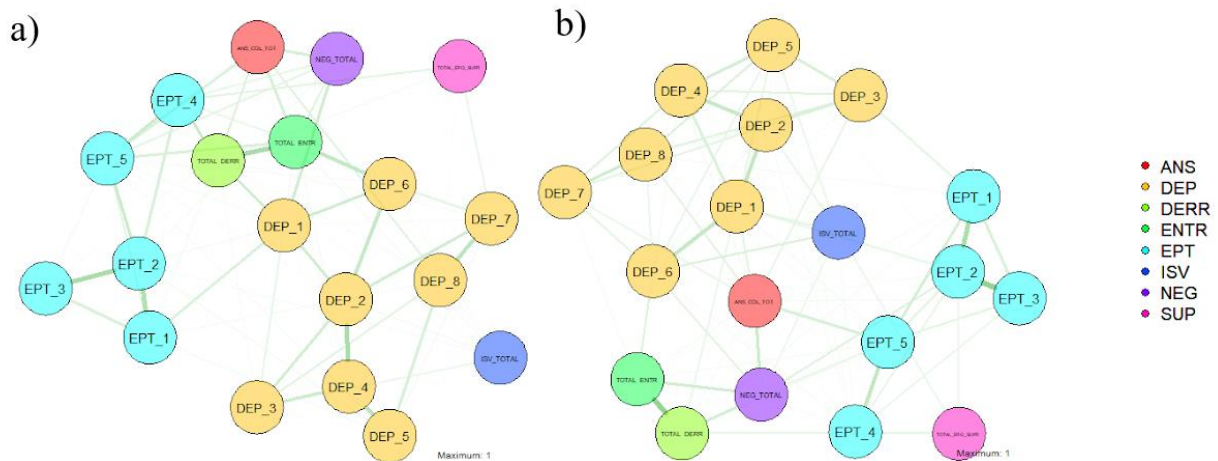 a)
ANS_COL_TOT
NEG_TOTAL
EPT_4
EPT_5
TOTAL_ENTR
TOTAL_DERR
DEP_6
DEP_1
DEP_7
EPT_2
EPT_3
DEP_8
DEP_2
EPT_1
ISV_TOTAL
DEP_4
DEP_3
DEP_5
Maximum: 1
b)
DEP_5
DEP_4
DEP_3
DEP_2
DEP_8
DEP_7
DEP_1
EPT_1
ISV_TOTAL
DEP_6
EPT_2
EPT_3
ANS_COL_TOT
EPT_5
TOTAL_ENTR
NEG_TOTAL
TOTAL_DERR
EPT_4
Maximum: 1
ANS
DEP
DERR
ENTR
EPT
ISV
NEG
SUP